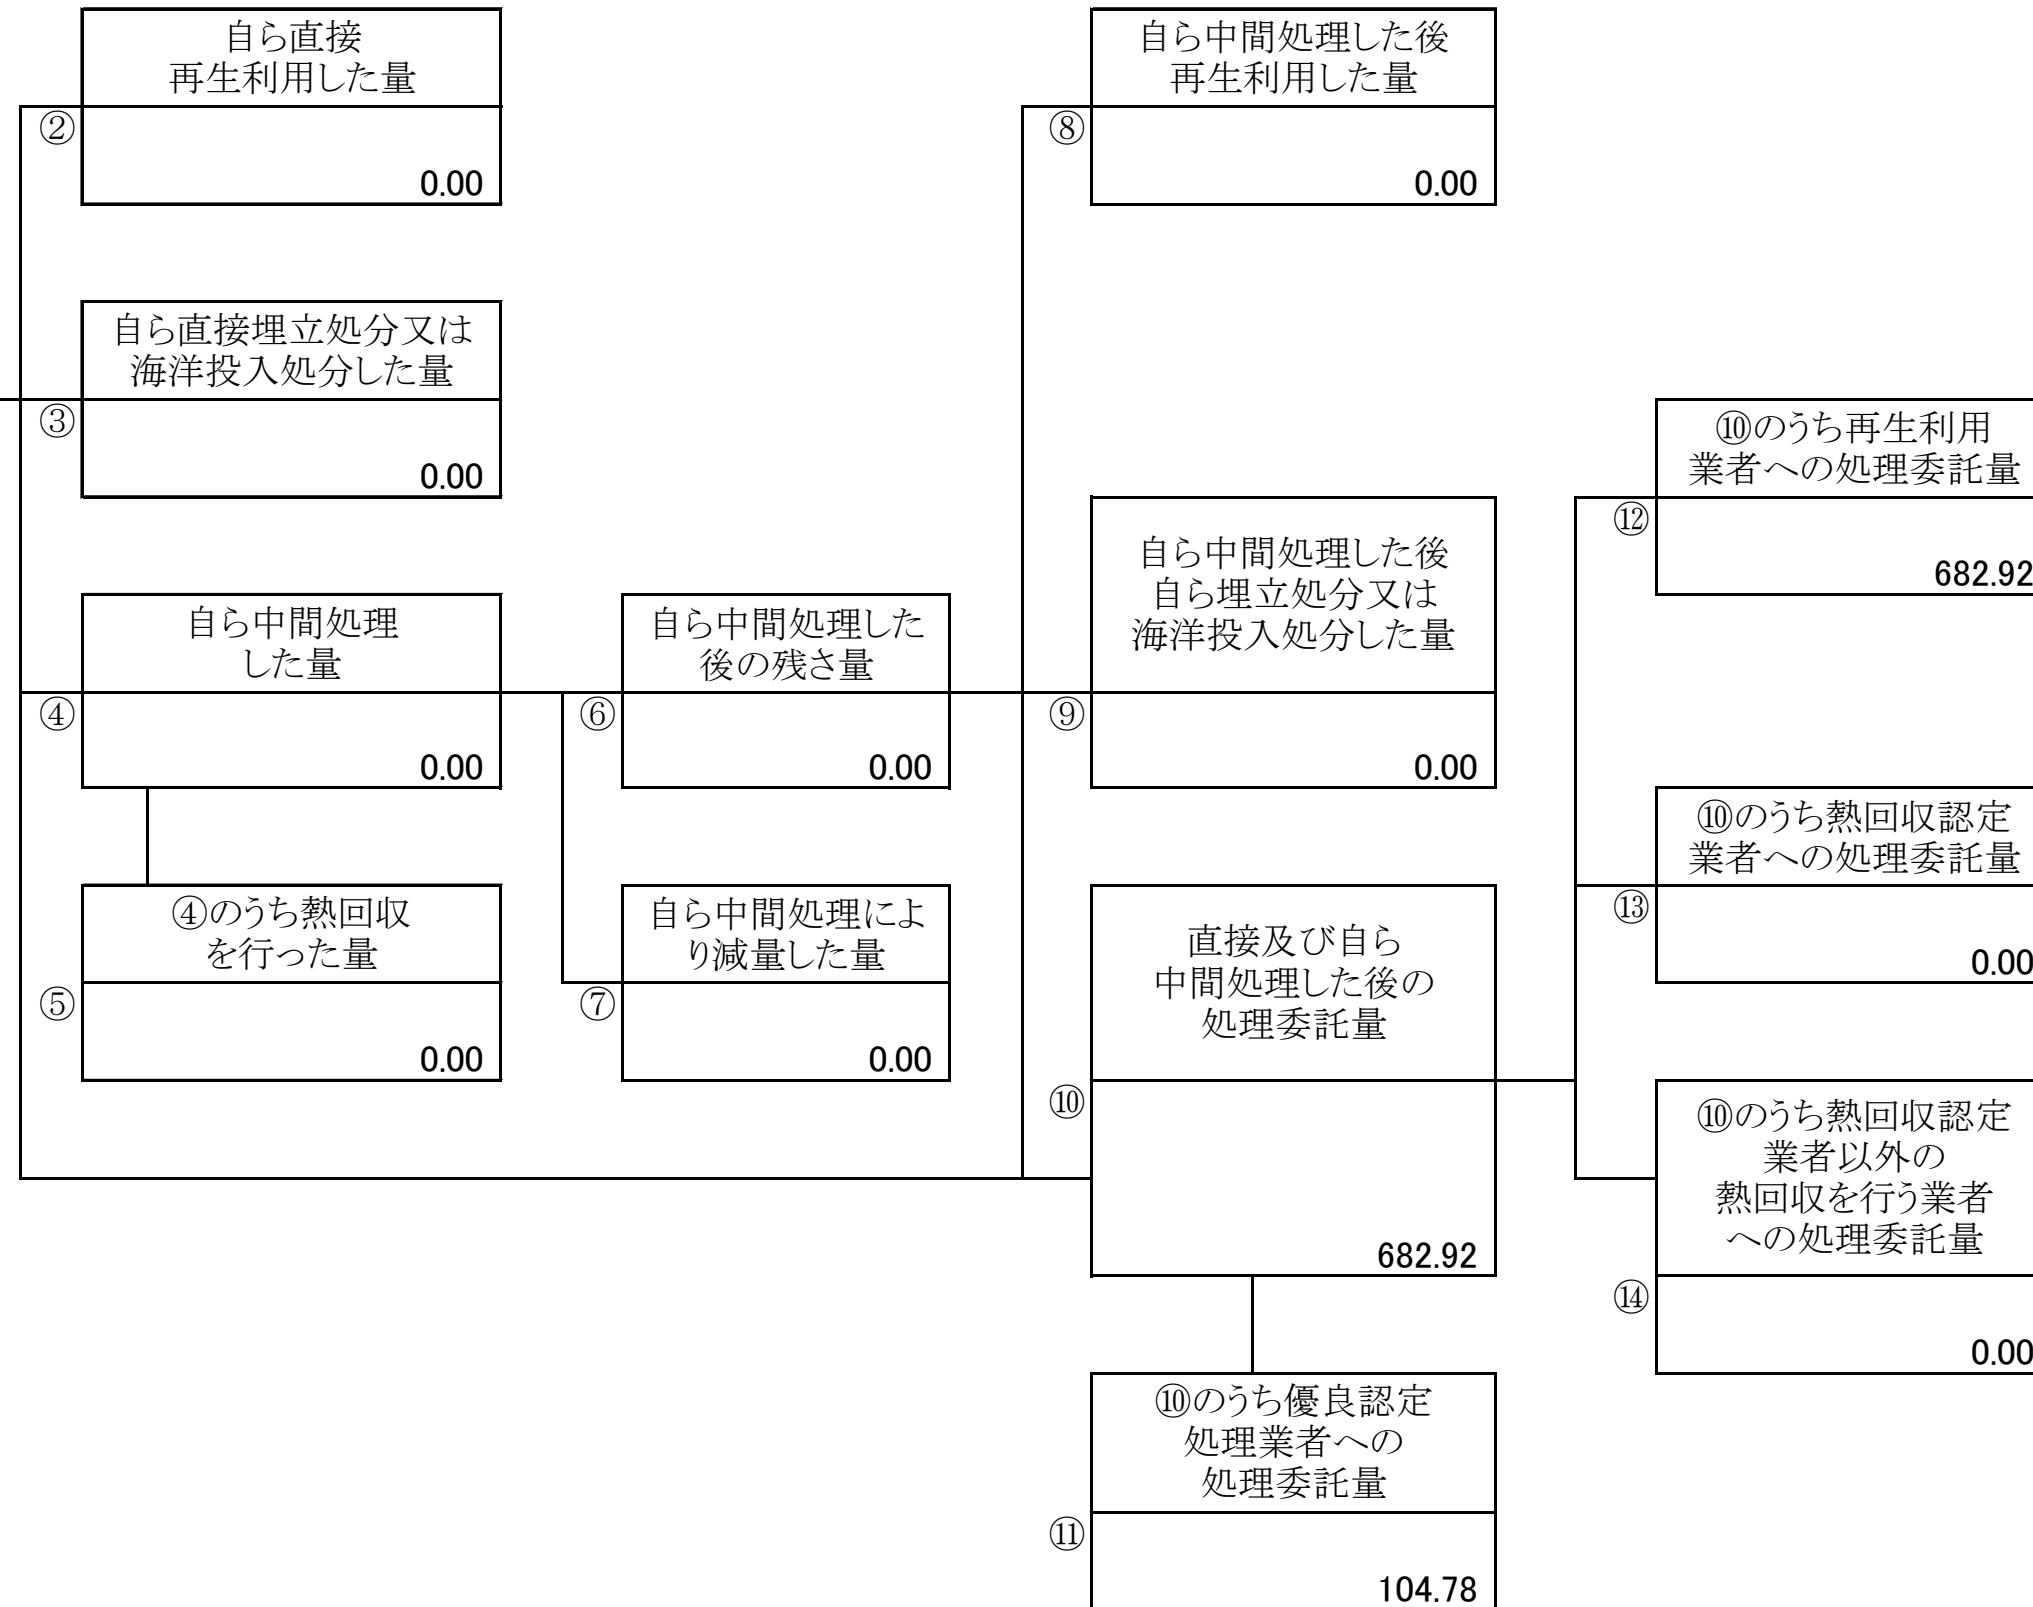 自ら直接
再生利用した量
②
0.00
自ら中間処理した後
再生利用した量
⑧
0.00
自ら直接埋立処分又は
海洋投入処分した量
③
0.00
⑩のうち再生利用
業者への処理委託量
⑫
682.92
自ら中間処理した後
自ら埋立処分又は
海洋投入処分した量
⑨
0.00
自ら中間処理
した量
④
0.00
自ら中間処理した
後の残さ量
⑥
0.00
⑩のうち熱回収認定
業者への処理委託量
⑬
0.00
④のうち熱回収
を行った量
⑤
0.00
自ら中間処理によ
り減量した量
⑦
0.00
直接及び自ら
中間処理した後の
処理委託量
⑩
682.92
⑩のうち熱回収認定
業者以外の
熱回収を行う業者
への処理委託量
⑭
0.00
⑩のうち優良認定
処理業者への
処理委託量
⑪
104.78